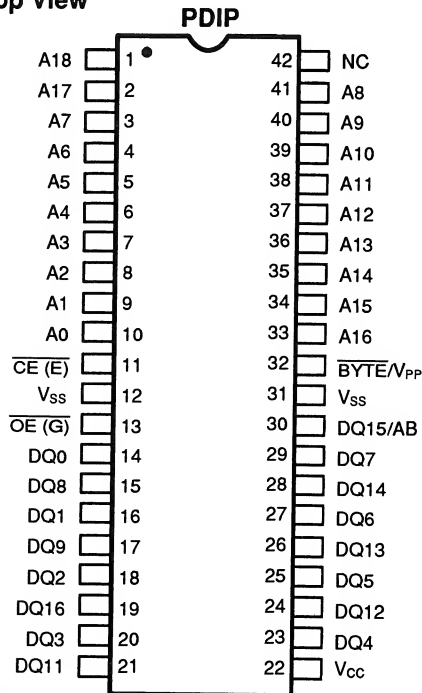 Top View
PDIP
A18 1 42 NC
A17 2 41 A8
A7 3 40 A9
A6 4 39 A10
A5 5 38 A11
A4 6 37 A12
A3 7 36 A13
A2 8 35 A14
A1 9 34 A15
A0 10 33 A16
CE (E) 11 32 BYTE/VPP
VSS 12 31 VSS
OE (G) 13 30 DQ15/AB
DQ0 14 29 DQ7
DQ8 15 28 DQ14
DQ1 16 27 DQ6
DQ9 17 26 DQ13
DQ2 18 25 DQ5
DQ16 19 24 DQ12
DQ3 20 23 DQ4
DQ11 21 22 VCC